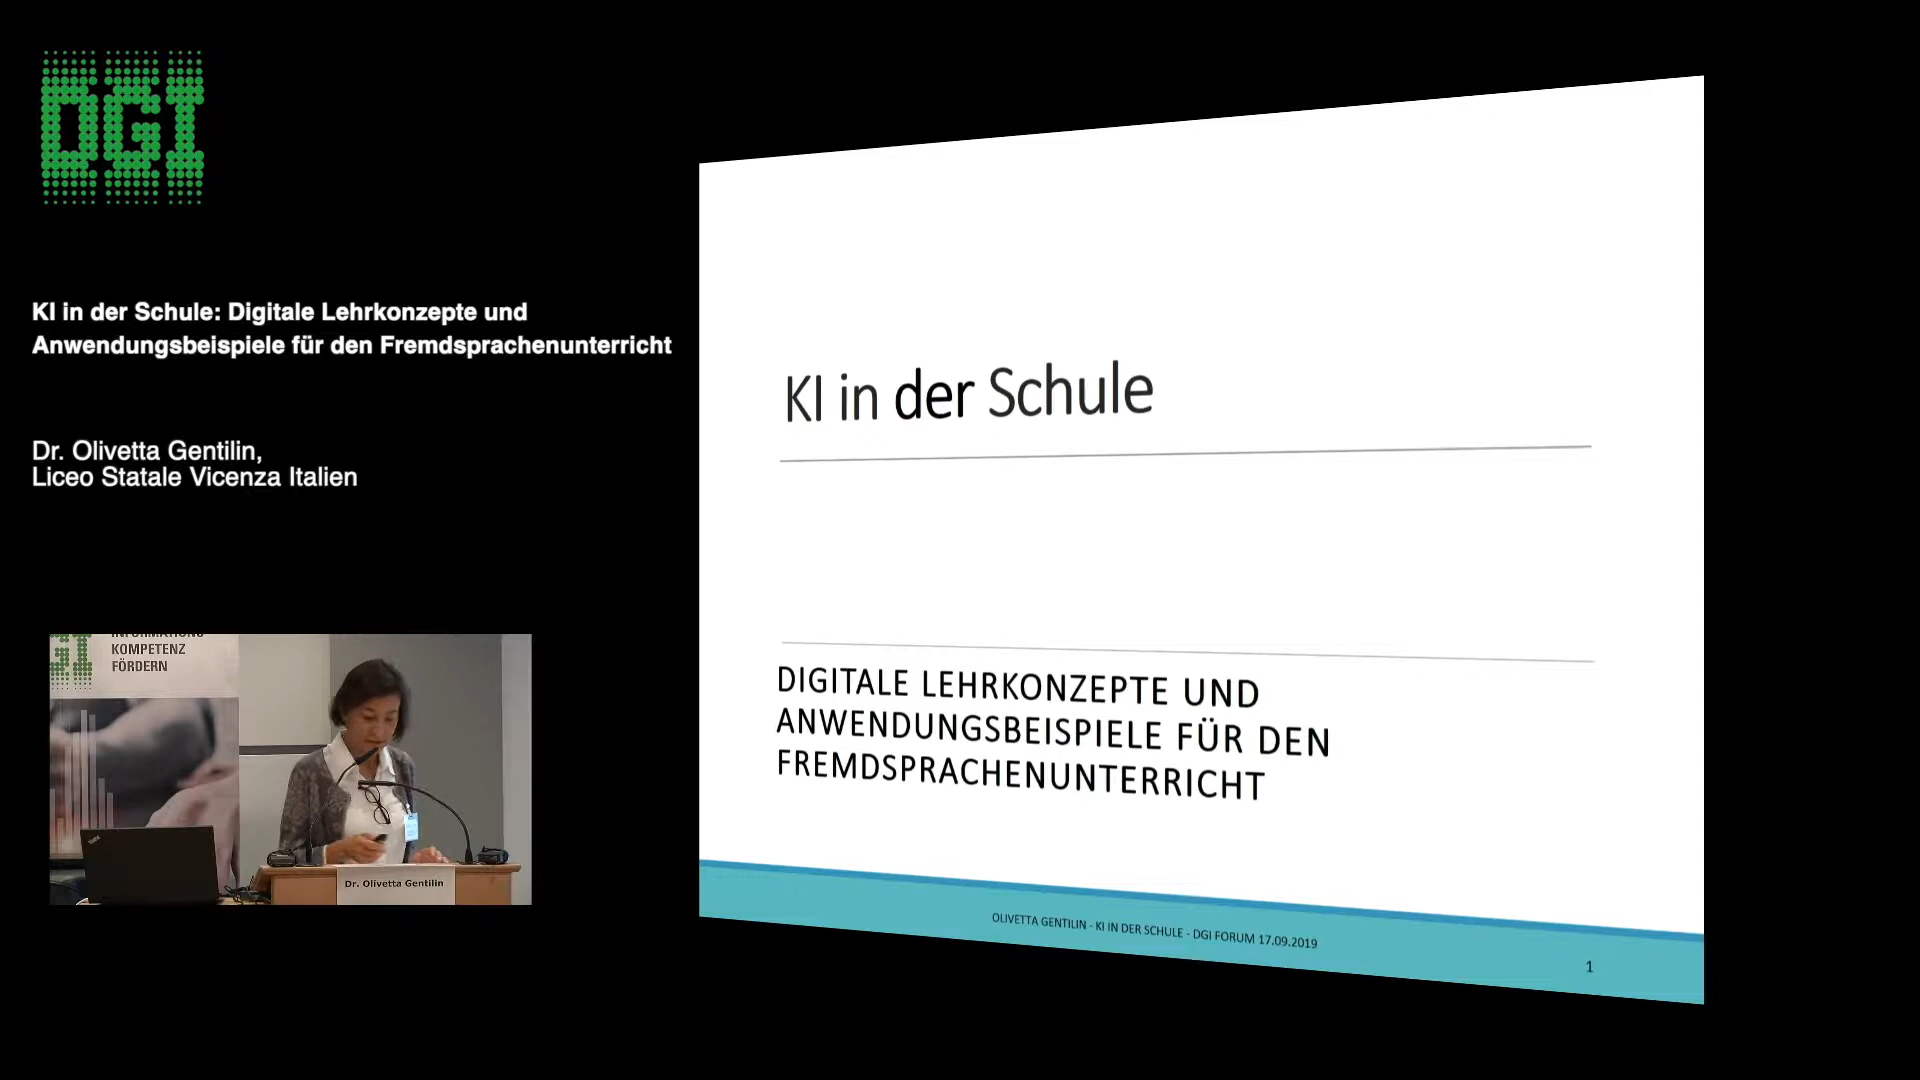 DGI
KI in der Schule: Digitale Lehrkonzepte und
Anwendungsbeispiele für den Fremdsprachenunterricht
Dr. Olivetta Gentilin,
Liceo Statale Vicenza Italien
KOMPETENZ
FÖRDERN
Dr. Olivetta Gentilin
KI in der Schule
DIGITALE LEHRKONZEPTE UND
ANWENDUNGSBEISPIELE FÜR DEN
FREMDSPRACHENUNTERRICHT
OLIVETTA GENTILIN - KI IN DER SCHULE - DGI FORUM 17.09.2019
1